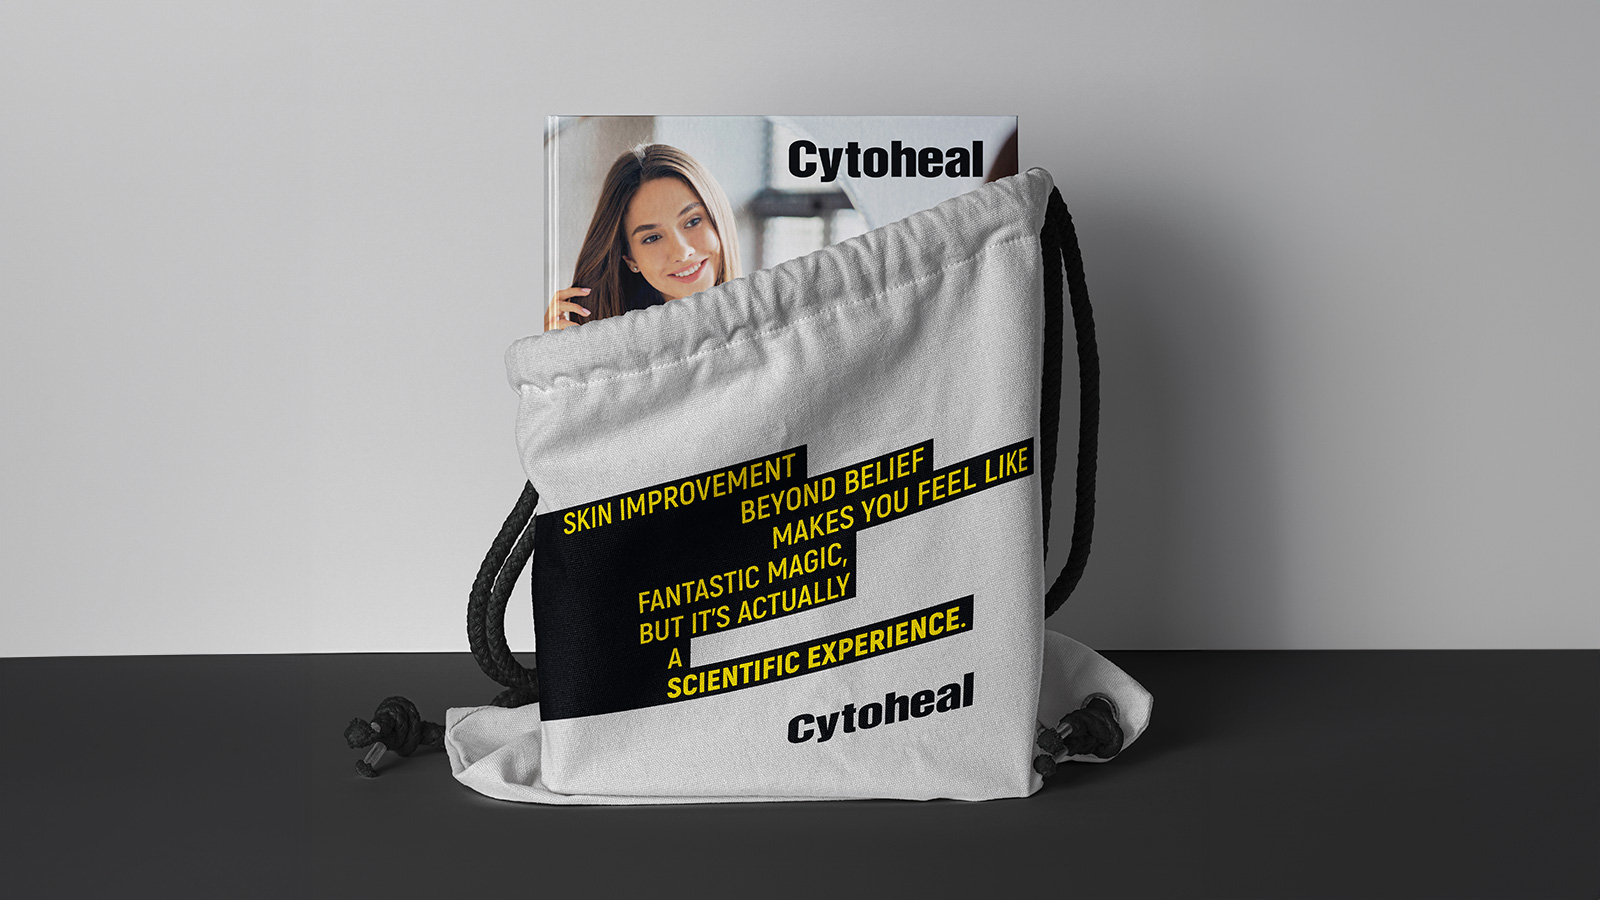 Cytoheal
SKIN IMPROVEMENT
BEYOND BELIEF
MAKES YOU FEEL LIKE
FANTASTIC MAGIC,
BUT IT'S ACTUALLY
A
SCIENTIFIC EXPERIENCE.
Cytoheal